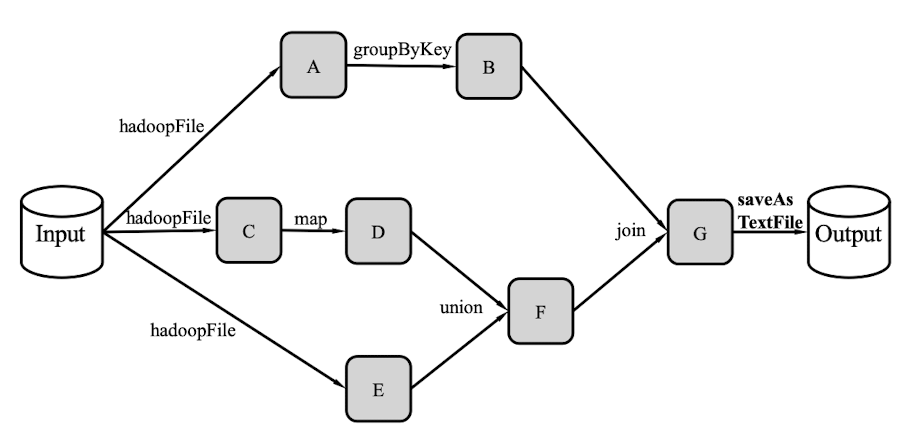 groupByKey
A
B
hadoopFile
saveAs
TextFile
hadoopFile
map
Input
C
D
join
G
Output
union
F
hadoopFile
E